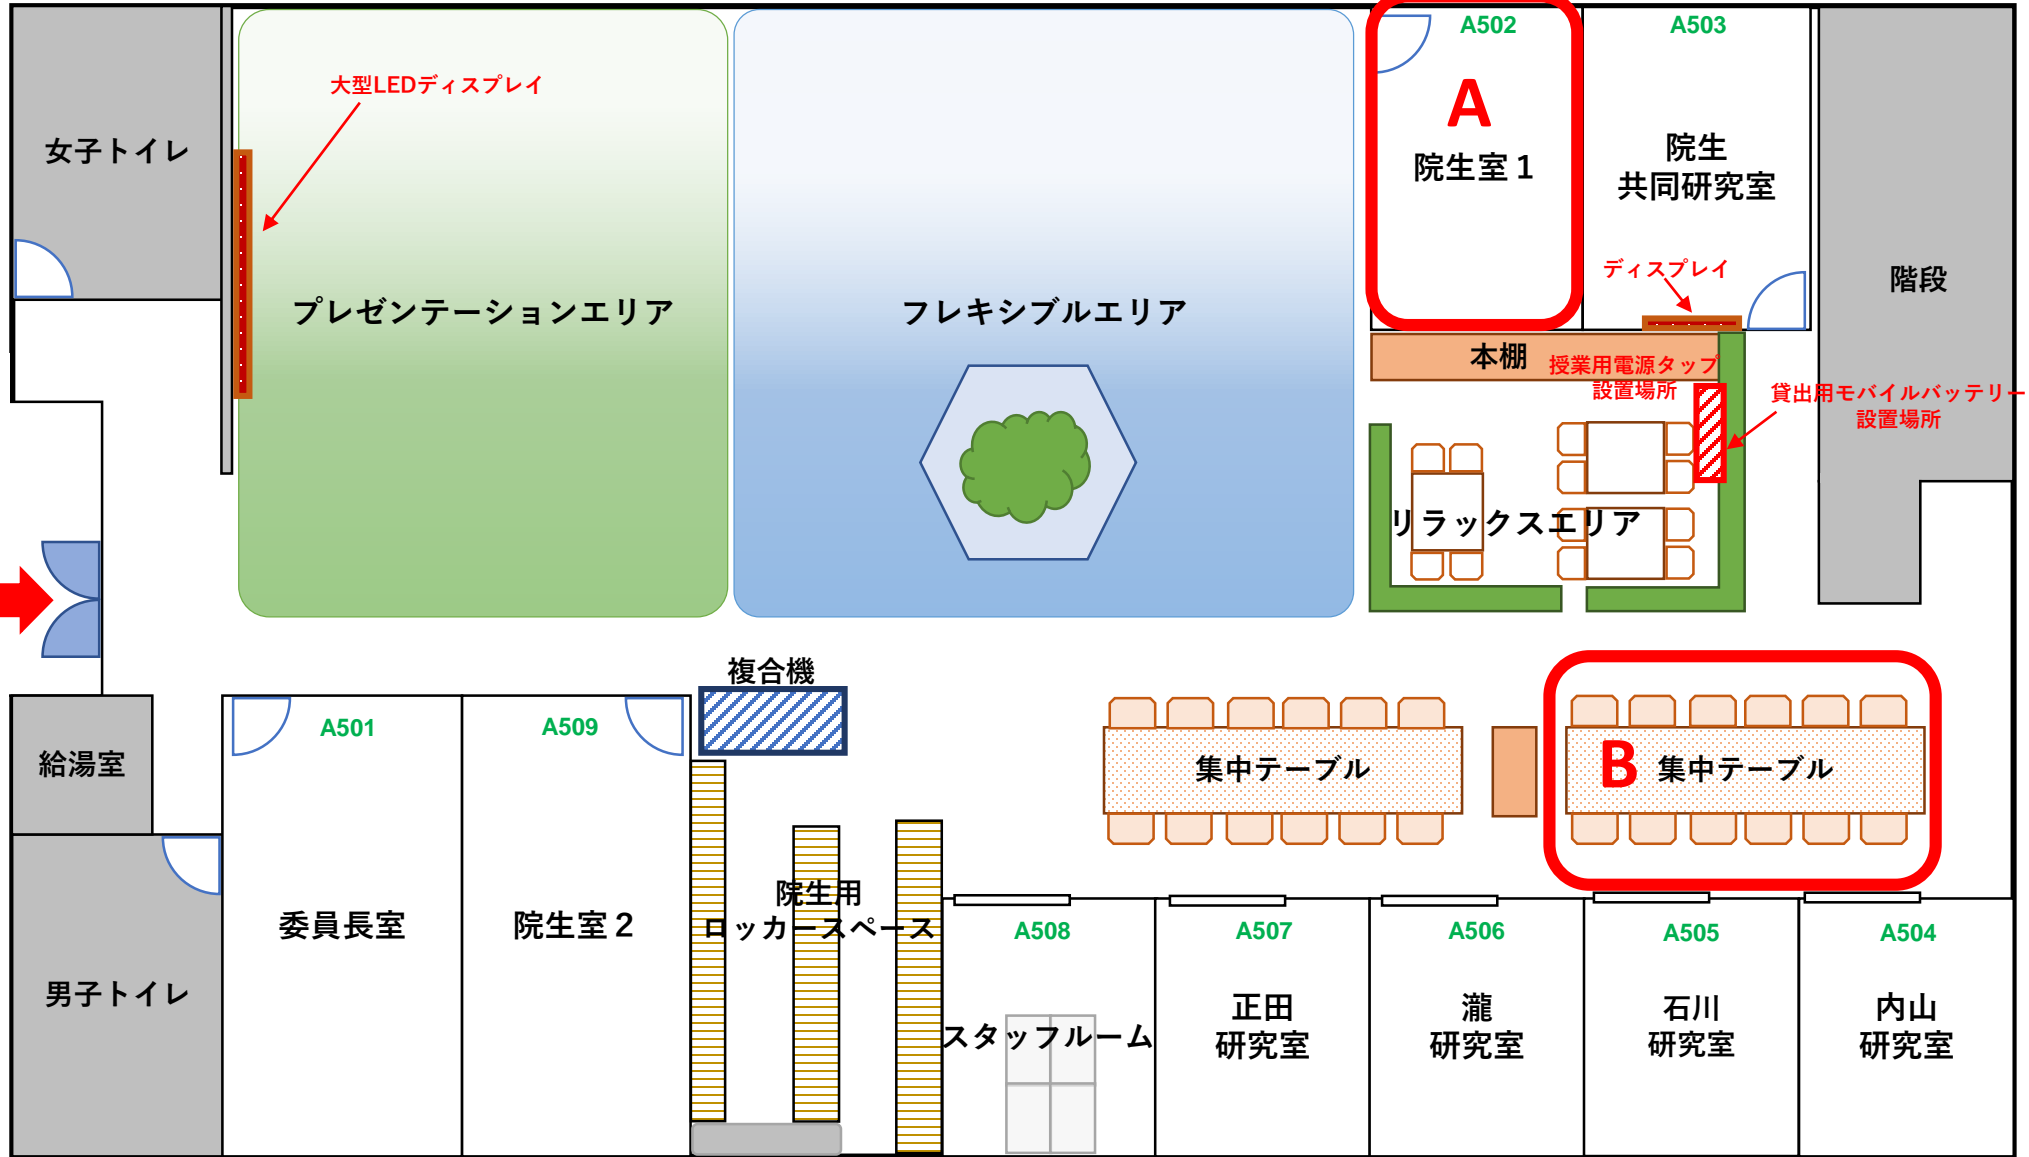 A502
A503
大型LEDディスプレイ
A
女子トイレ
院生室1
院生
共同研究室
ディスプレイ
階段
プレゼンテーションエリア
フレキシブルエリア
本棚
授業用電源タップ
設置場所
貸出用モバイルバッテリー
設置場所
リラックスエリア
複合機
A501
A509
給湯室
集中テーブル
B
集中テーブル
院生用
ロッカースペース
委員長室
院生室2
A508
A507
A506
A505
A504
男子トイレ
スタッフルーム
正田
研究室
瀧
研究室
石川
研究室
内山
研究室